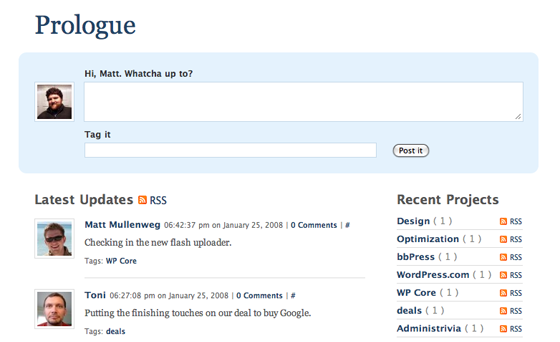 Prologue
Hi, Matt. Whatcha up to?
Tag it
Post it
Latest Updates RSS
Matt Mullenweg 06:42:37 pm on January 25, 2008 | 0 Comments | #
Checking in the new flash uploader.
Tags: WP Core
Toni 06:27:08 pm on January 25, 2008 | 0 Comments | #
Putting the finishing touches on our deal to buy Google.
Tags: deals
Recent Projects
Design ( 1 ) RSS
Optimization ( 1 ) RSS
bbPress ( 1 ) RSS
WordPress.com ( 1 ) RSS
WP Core ( 1 ) RSS
deals ( 1 ) RSS
Administrivia ( 1 ) RSS